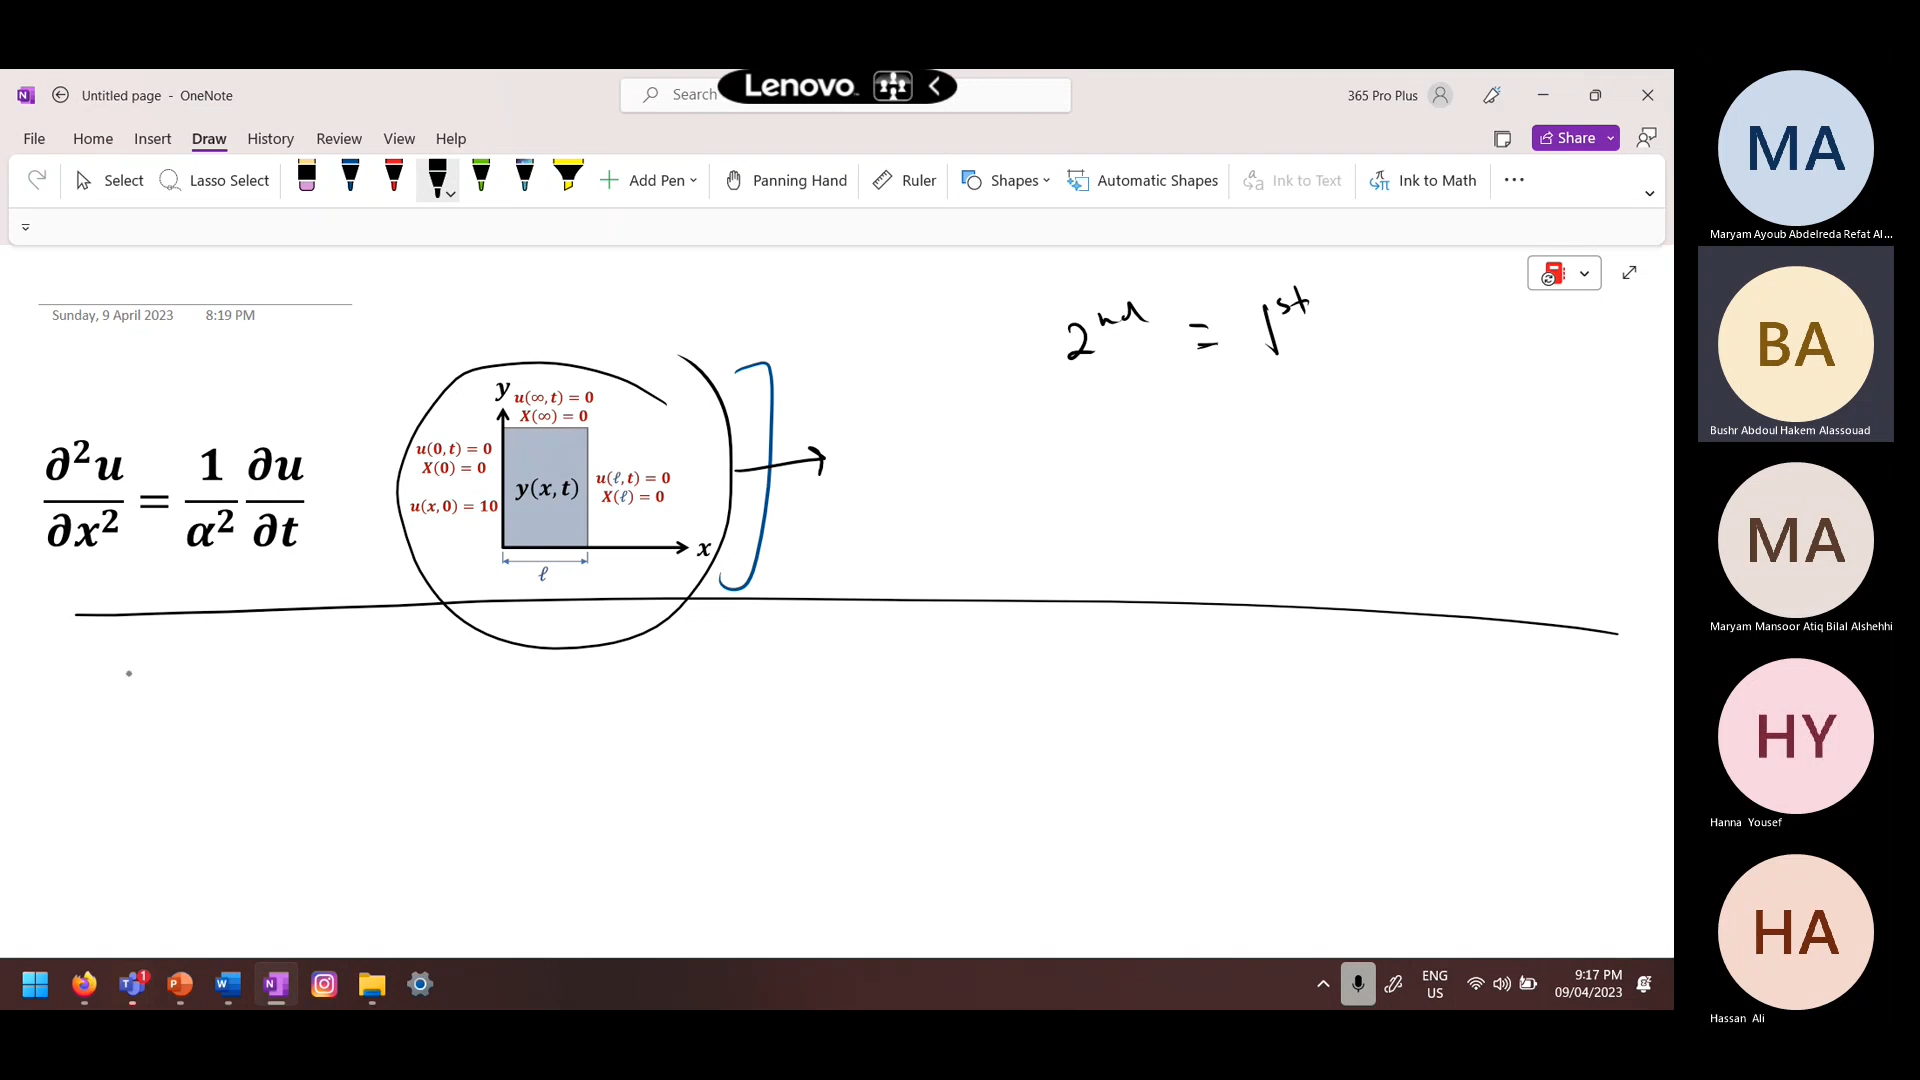 Lenovo
Untitled page - OneNote
Search
365 Pro Plus
File Home Insert Draw History Review View Help
Share
Select
Lasso Select
Add Pen
Panning Hand
Ruler
Shapes
Automatic Shapes
Ink to Text
Ink to Math
Sunday, 9 April 2023 8:19 PM
2nd = 1st
∂²u/∂x² = 1/α² ∂u/∂t
y
u(∞, t) = 0
X(∞) = 0
u(0, t) = 0
X(0) = 0
u(x, 0) = 10
y(x, t)
u(ℓ, t) = 0
X(ℓ) = 0
x
ℓ
1
ENG
US
9:17 PM
09/04/2023
MA
Maryam Ayoub Abdelreda Refat Al...
BA
Bushr Abdoul Hakem Alassouad
MA
Maryam Mansoor Atiq Bilal Alshehhi
HY
Hanna Yousef
HA
Hassan Ali